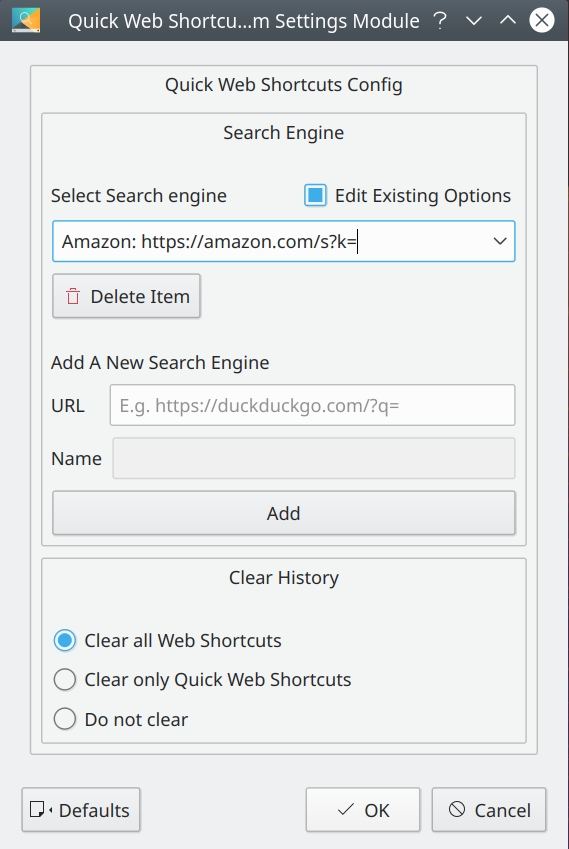 Quick Web Shortcu...m Settings Module ?
Quick Web Shortcuts Config
Search Engine
Select Search engine Edit Existing Options
Amazon: https://amazon.com/s?k=
Delete Item
Add A New Search Engine
URL E.g. https://duckduckgo.com/?q=
Name
Add
Clear History
Clear all Web Shortcuts
Clear only Quick Web Shortcuts
Do not clear
Defaults OK Cancel